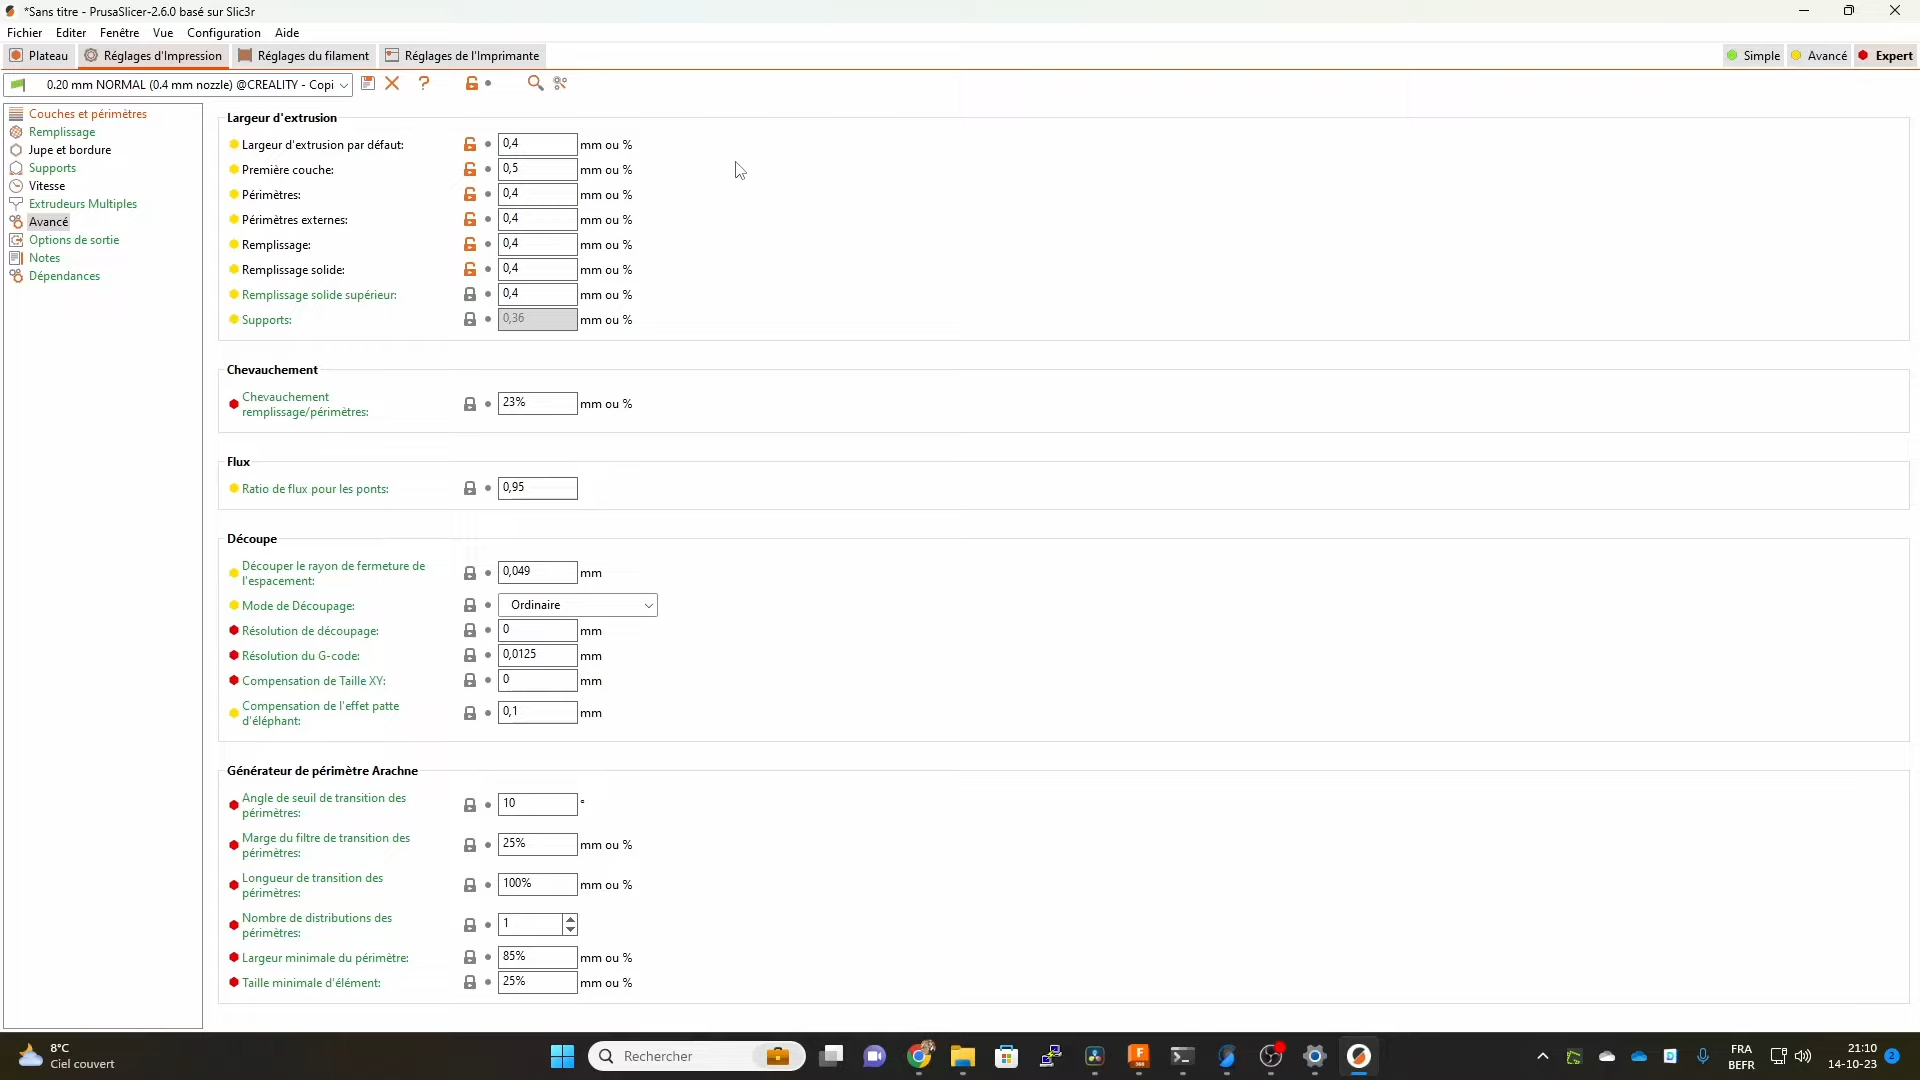 *Sans titre - PrusaSlicer-2.6.0 basé sur Slic3r
Fichier Editer Fenêtre Vue Configuration Aide
Plateau Réglages d'Impression Réglages du filament Réglages de l'Imprimante Simple Avancé Expert
0.20 mm NORMAL (0.4 mm nozzle) @CREALITY - Copi
Couches et périmètres
Remplissage
Jupe et bordure
Supports
Vitesse
Extrudeurs Multiples
Avancé
Options de sortie
Notes
Dépendances
Largeur d'extrusion
Largeur d'extrusion par défaut: 0,4 mm ou %
Première couche: 0,5 mm ou %
Périmètres: 0,4 mm ou %
Périmètres externes: 0,4 mm ou %
Remplissage: 0,4 mm ou %
Remplissage solide: 0,4 mm ou %
Remplissage solide supérieur: 0,4 mm ou %
Supports: 0,36 mm ou %
Chevauchement
Chevauchement
remplissage/périmètres: 23% mm ou %
Flux
Ratio de flux pour les ponts: 0,95
Découpe
Découper le rayon de fermeture de
l'espacement: 0,049 mm
Mode de Découpage: Ordinaire
Résolution de découpage: 0 mm
Résolution du G-code: 0,0125 mm
Compensation de Taille XY: 0 mm
Compensation de l'effet patte
d'éléphant: 0,1 mm
Générateur de périmètre Arachne
Angle de seuil de transition des
périmètres: 10 °
Marge du filtre de transition des
périmètres: 25% mm ou %
Longueur de transition des
périmètres: 100% mm ou %
Nombre de distributions des
périmètres: 1
Largeur minimale du périmètre: 85% mm ou %
Taille minimale d'élément: 25% mm ou %
8°C
Ciel couvert
Rechercher
FRA
BEFR
21:10
14-10-23
2